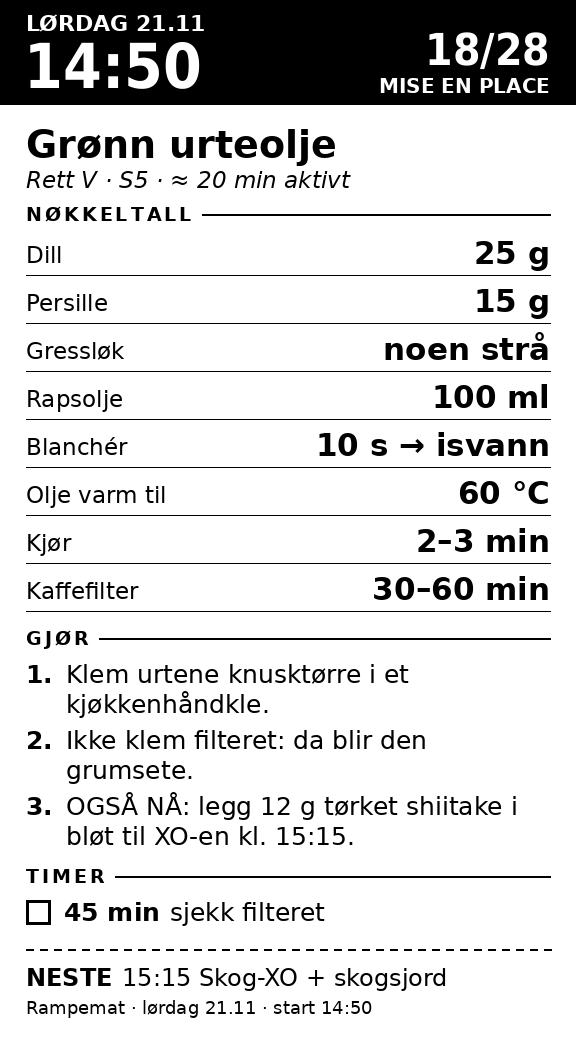 LØRDAG 21.11
14:50
18/28
MISE EN PLACE
Grønn urteolje
Rett V · S5 · ≈ 20 min aktivt
NØKKELTALL
Dill 25 g
Persille 15 g
Gressløk noen strå
Rapsolje 100 ml
Blanchér 10 s → isvann
Olje varm til 60 °C
Kjør 2–3 min
Kaffefilter 30–60 min
GJØR
1. Klem urtene knusktørre i et
kjøkkenhåndkle.
2. Ikke klem filteret: da blir den
grumsete.
3. OGSÅ NÅ: legg 12 g tørket shiitake i
bløt til XO-en kl. 15:15.
TIMER
45 min sjekk filteret
NESTE 15:15 Skog-XO + skogsjord
Rampemat · lørdag 21.11 · start 14:50